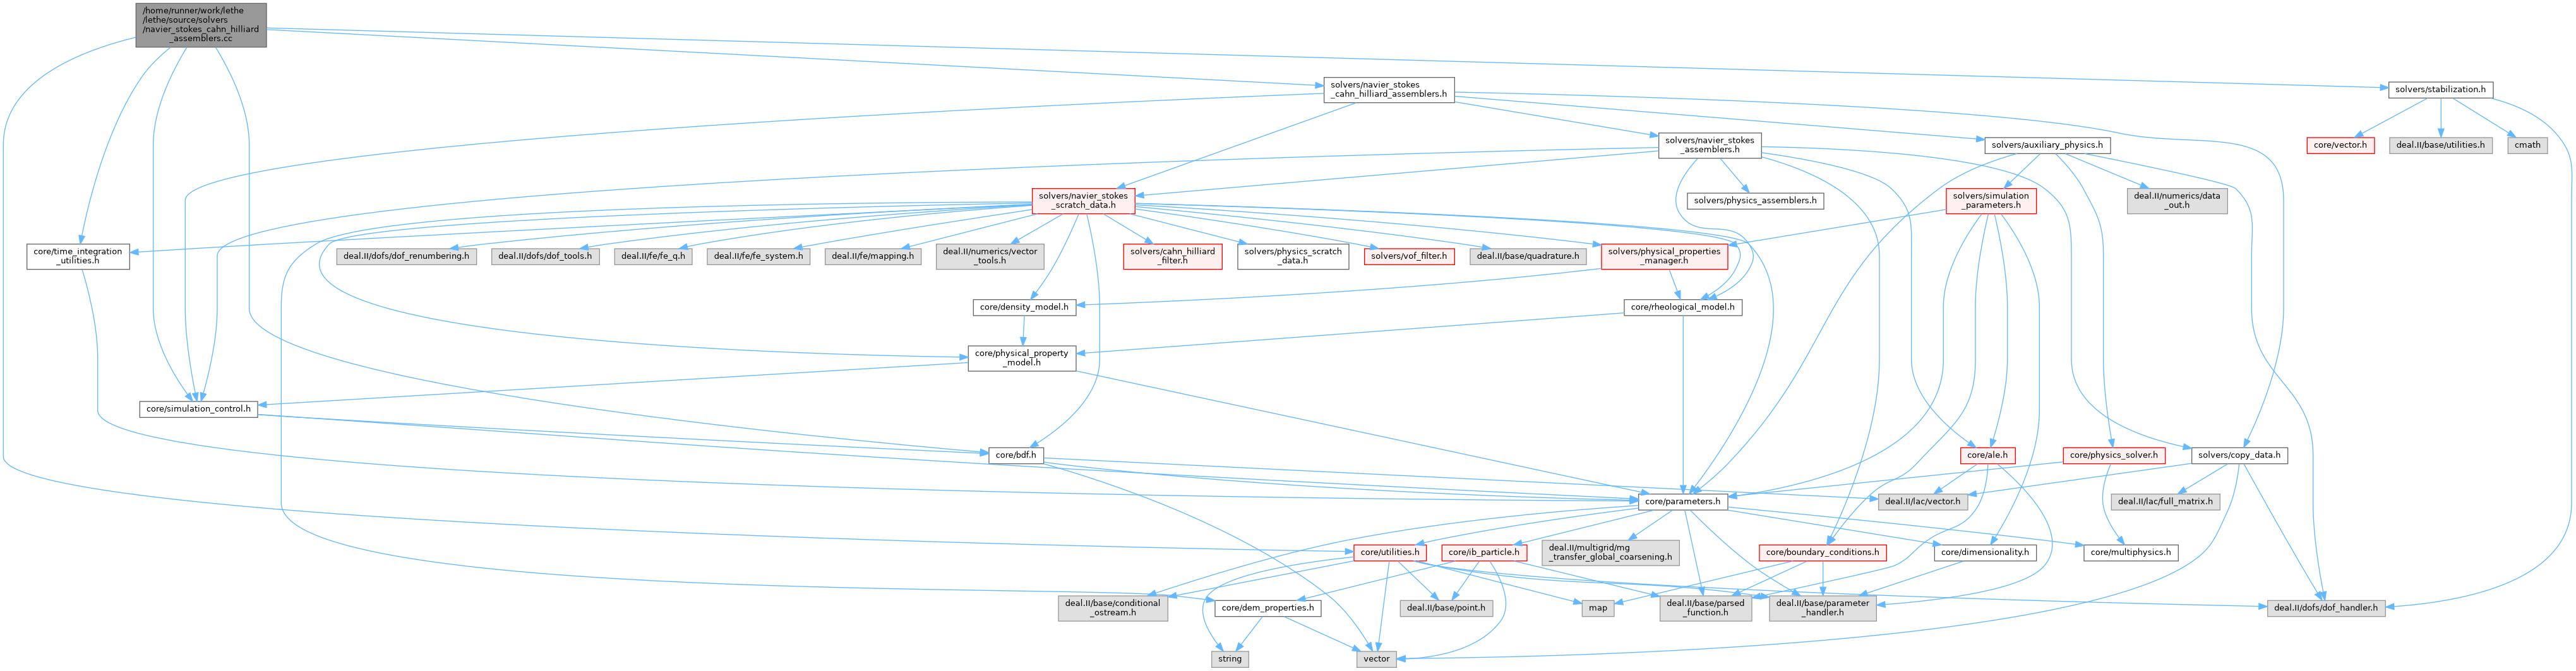 /home/runner/work/lethe
/lethe/source/solvers
/navier_stokes_cahn_hilliard
_assemblers.cc
solvers/navier_stokes
_cahn_hilliard_assemblers.h
solvers/stabilization.h
solvers/navier_stokes
_assemblers.h
solvers/auxiliary_physics.h
core/vector.h
deal.II/base/utilities.h
cmath
solvers/navier_stokes
_scratch_data.h
solvers/physics_assemblers.h
solvers/simulation
_parameters.h
deal.II/numerics/data
_out.h
core/time_integration
_utilities.h
deal.II/dofs/dof_renumbering.h
deal.II/dofs/dof_tools.h
deal.II/fe/fe_q.h
deal.II/fe/fe_system.h
deal.II/fe/mapping.h
deal.II/numerics/vector
_tools.h
solvers/cahn_hilliard
_filter.h
solvers/physics_scratch
_data.h
solvers/vof_filter.h
deal.II/base/quadrature.h
solvers/physical_properties
_manager.h
core/density_model.h
core/rheological_model.h
core/physical_property
_model.h
core/simulation_control.h
core/bdf.h
core/ale.h
core/physics_solver.h
solvers/copy_data.h
core/parameters.h
deal.II/lac/vector.h
deal.II/lac/full_matrix.h
core/utilities.h
core/ib_particle.h
deal.II/multigrid/mg
_transfer_global_coarsening.h
core/boundary_conditions.h
core/dimensionality.h
core/multiphysics.h
deal.II/base/conditional
_ostream.h
core/dem_properties.h
deal.II/base/point.h
map
deal.II/base/parsed
_function.h
deal.II/base/parameter
_handler.h
deal.II/dofs/dof_handler.h
string
vector